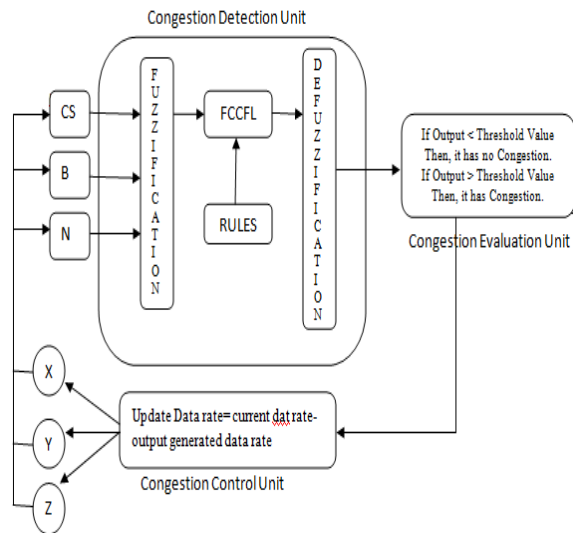 Congestion Detection Unit
CS
B
N
FUZZIFICATION
FCCFL
RULES
DEFUZZIFICATION
If Output < Threshold Value
Then, it has no Congestion.
If Output > Threshold Value
Then, it has Congestion.
Congestion Evaluation Unit
X
Y
Z
Update Data rate= current dat rate-
output generated data rate
Congestion Control Unit